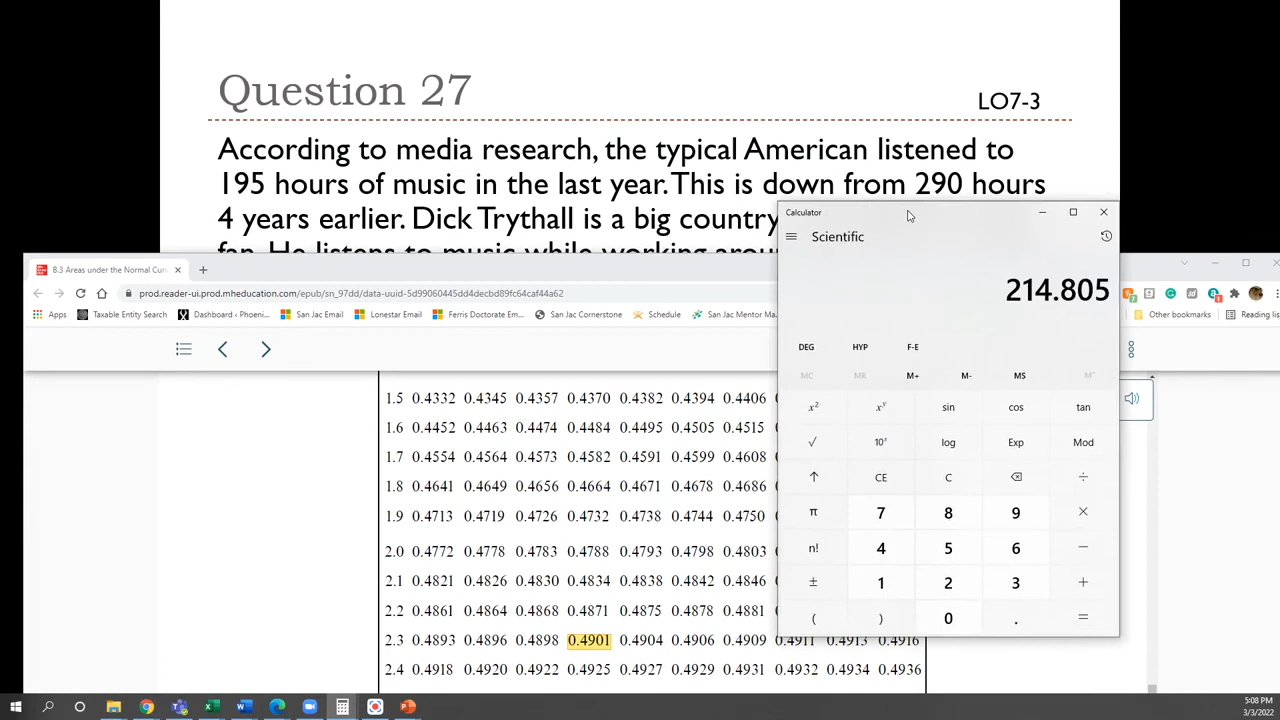 Question 27
LO7-3
According to media research, the typical American listened to
195 hours of music in the last year. This is down from 290 hours
4 years earlier. Dick Trythall is a big country
fan. He listens to music while working
Calculator
Scientific
214.805
DEG HYP F-E
MC MR M+ M- MS
x² xʸ sin cos tan
√ 10ˣ log Exp Mod
↑ CE C ÷
π 7 8 9 ×
n! 4 5 6 −
± 1 2 3 +
( ) 0 . =
B.3 Areas under the Normal Cur
prod.reader-ui.prod.mheducation.com/epub/sn_97dd/data-uuid-5d99060445dd4decbd89fc64caf44a62
Apps Taxable Entity Search Dashboard ‹ Phoeni... San Jac Email Lonestar Email Ferris Doctorate Em... San Jac Cornerstone Schedule San Jac Mentor Ma... Other bookmarks Reading lis
1.5 0.4332 0.4345 0.4357 0.4370 0.4382 0.4394 0.4406
1.6 0.4452 0.4463 0.4474 0.4484 0.4495 0.4505 0.4515
1.7 0.4554 0.4564 0.4573 0.4582 0.4591 0.4599 0.4608
1.8 0.4641 0.4649 0.4656 0.4664 0.4671 0.4678 0.4686
1.9 0.4713 0.4719 0.4726 0.4732 0.4738 0.4744 0.4750
2.0 0.4772 0.4778 0.4783 0.4788 0.4793 0.4798 0.4803
2.1 0.4821 0.4826 0.4830 0.4834 0.4838 0.4842 0.4846
2.2 0.4861 0.4864 0.4868 0.4871 0.4875 0.4878 0.4881
2.3 0.4893 0.4896 0.4898 0.4901 0.4904 0.4906 0.4909 0.4911 0.4913 0.4916
2.4 0.4918 0.4920 0.4922 0.4925 0.4927 0.4929 0.4931 0.4932 0.4934 0.4936
5:08 PM
3/3/2022